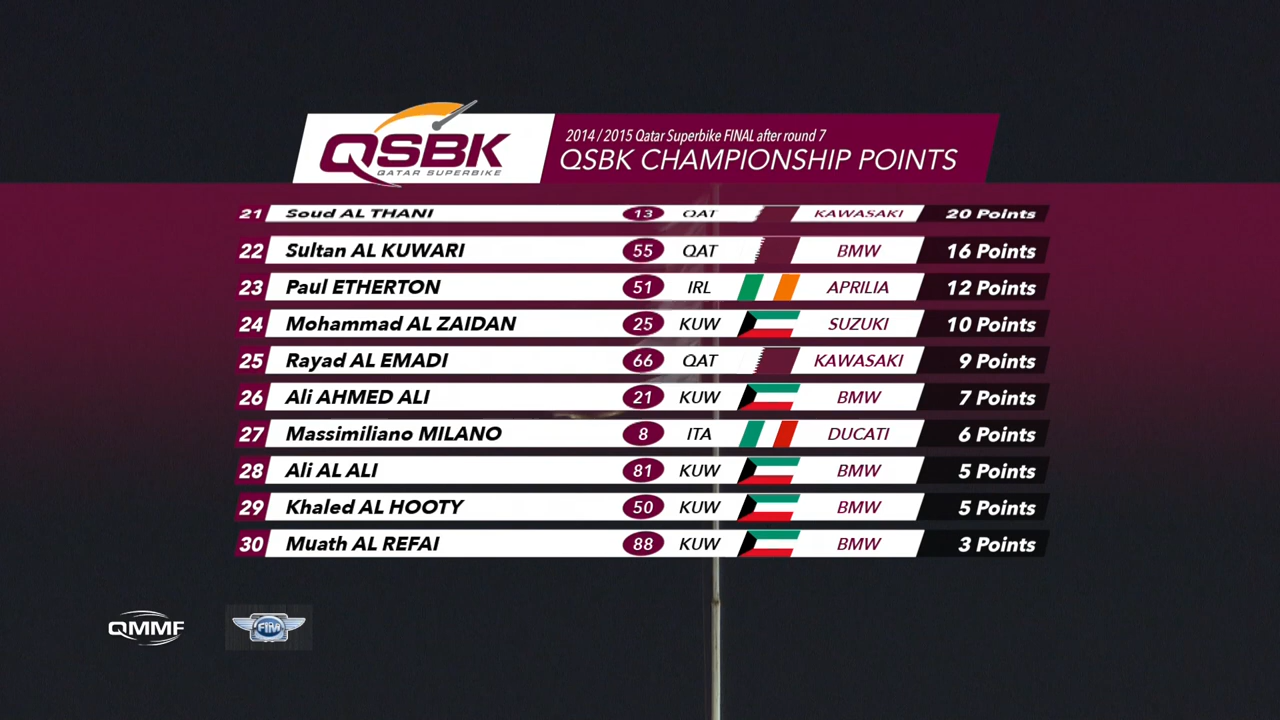 2014 / 2015 Qatar Superbike FINAL after round 7
QSBK QSBK CHAMPIONSHIP POINTS
QATAR SUPERBIKE
21 Soud AL THANI 13 QAT KAWASAKI 20 Points
22 Sultan AL KUWARI 55 QAT BMW 16 Points
23 Paul ETHERTON 51 IRL APRILIA 12 Points
24 Mohammad AL ZAIDAN 25 KUW SUZUKI 10 Points
25 Rayad AL EMADI 66 QAT KAWASAKI 9 Points
26 Ali AHMED ALI 21 KUW BMW 7 Points
27 Massimiliano MILANO 8 ITA DUCATI 6 Points
28 Ali AL ALI 81 KUW BMW 5 Points
29 Khaled AL HOOTY 50 KUW BMW 5 Points
30 Muath AL REFAI 88 KUW BMW 3 Points
QMMF FIM